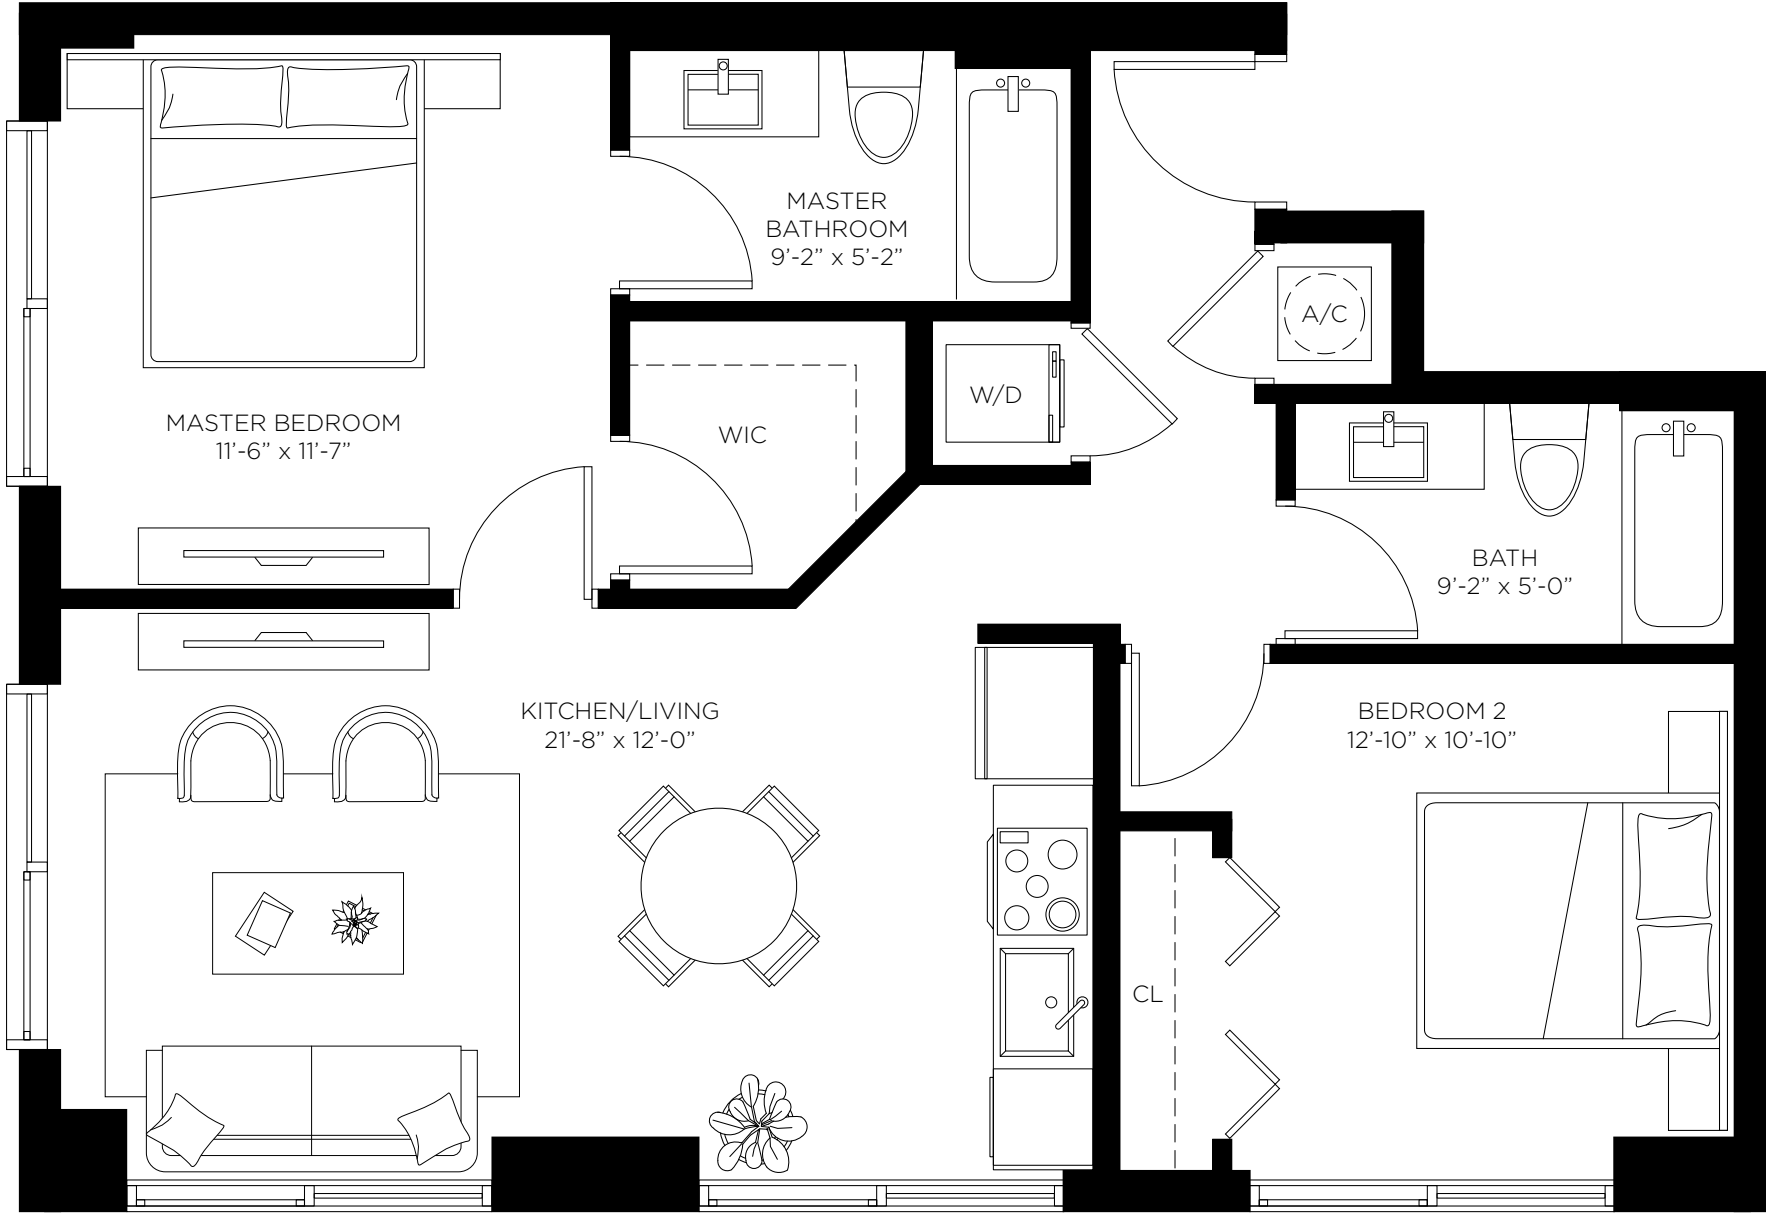 MASTER
BATHROOM
9’-2” x 5’-2”
A/C
W/D
MASTER BEDROOM
11’-6” x 11’-7”
WIC
BATH
9’-2” x 5’-0”
KITCHEN/LIVING
21’-8” x 12’-0”
BEDROOM 2
12’-10” x 10’-10”
CL